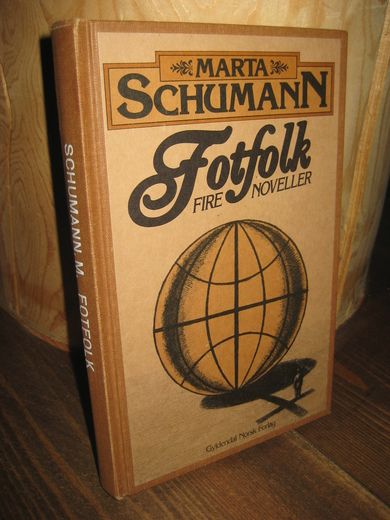 MARTA
SCHUMANN
Fotfolk
FIRE NOVELLER
Gyldendal Norsk Forlag
SCHUMANN, M. FOTFOLK